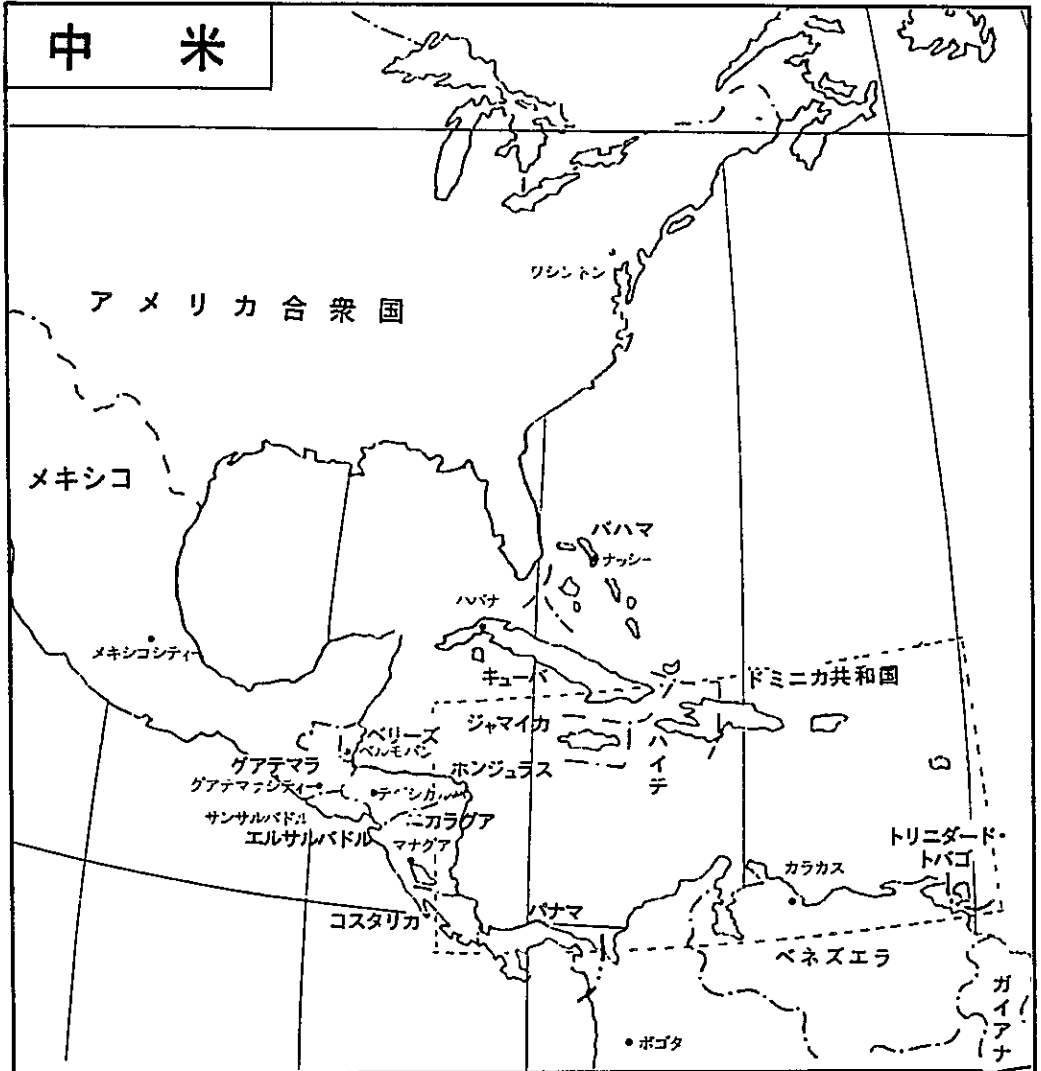 中米
ワシントン
アメリカ合衆国
メキシコ
バハマ
ナッソー
ハバナ
メキシコシティー
キューバ
ドミニカ共和国
ジャマイカ
ハイチ
ベリーズ
ベルモパン
グアテマラ
ホンジュラス
グアテマラシティー
サンサルバドル
ニカラグア
エルサルバドル
マナグア
トリニダード・
トバゴ
カラカス
パナマ
コスタリカ
ベネズエラ
ガイアナ
ボゴタ